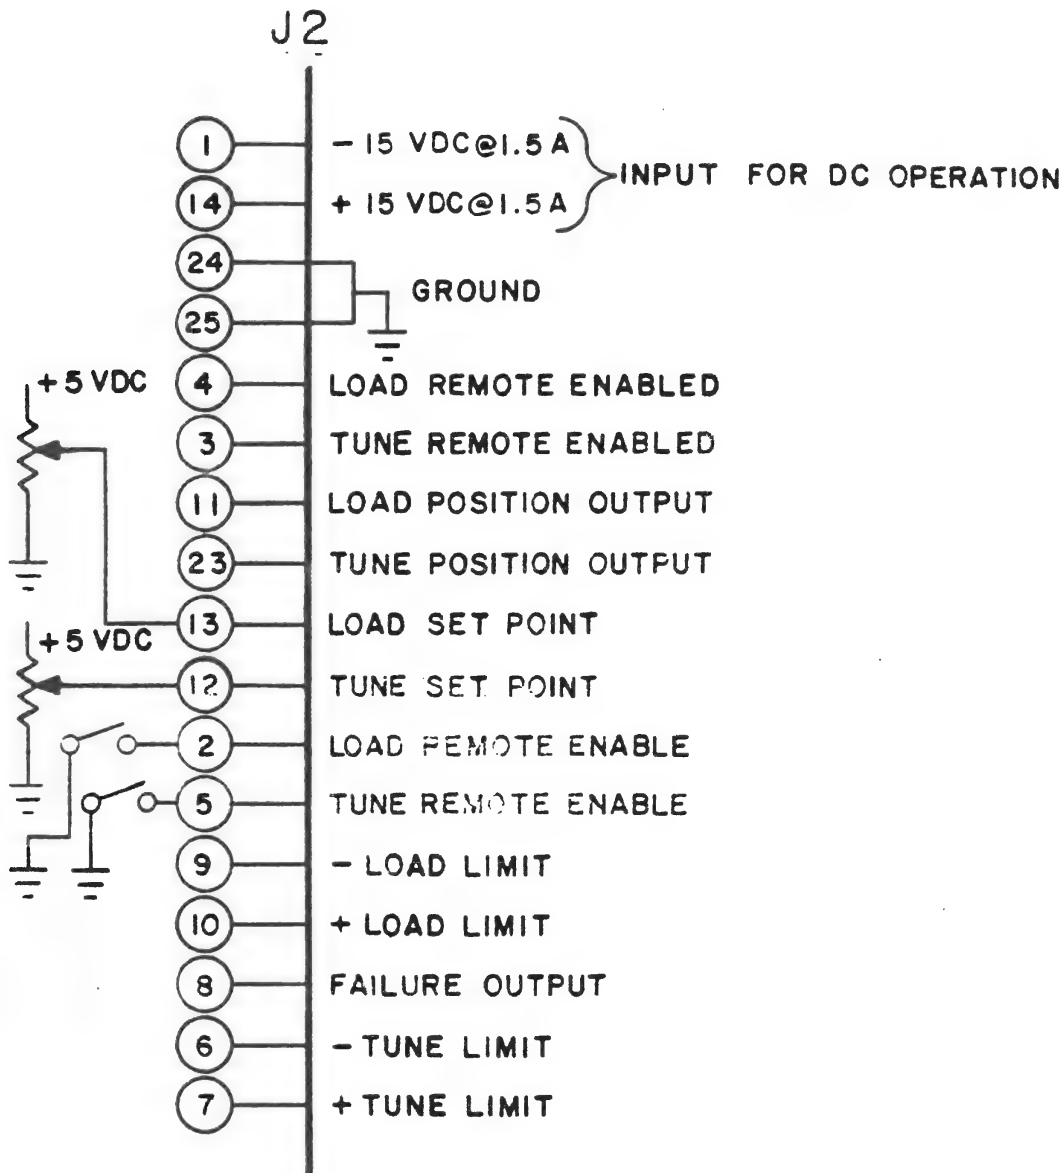 J2
1 - 15 VDC@1.5 A
14 + 15 VDC@1.5 A
INPUT FOR DC OPERATION
24
GROUND
25
+ 5 VDC
4 LOAD REMOTE ENABLED
3 TUNE REMOTE ENABLED
11 LOAD POSITION OUTPUT
23 TUNE POSITION OUTPUT
13 LOAD SET POINT
+ 5 VDC
12 TUNE SET POINT
2 LOAD REMOTE ENABLE
5 TUNE REMOTE ENABLE
9 - LOAD LIMIT
10 + LOAD LIMIT
8 FAILURE OUTPUT
6 - TUNE LIMIT
7 + TUNE LIMIT